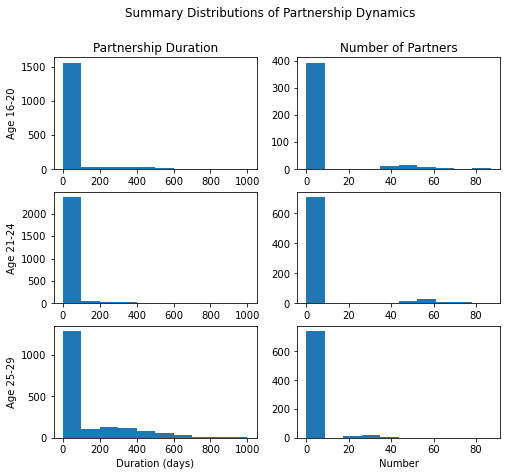 Summary Distributions of Partnership Dynamics
Partnership Duration
Number of Partners
Age 16-20
1500
1000
500
0
0 200 400 600 800 1000
400
300
200
100
0
0 20 40 60 80
Age 21-24
2000
1500
1000
500
0
0 200 400 600 800 1000
600
400
200
0
0 20 40 60 80
Age 25-29
1000
500
0
0 200 400 600 800 1000
Duration (days)
600
400
200
0
0 20 40 60 80
Number